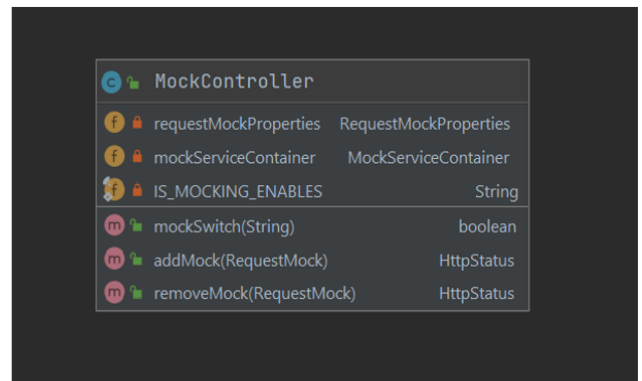 C MockController
f requestMockProperties RequestMockProperties
f mockServiceContainer MockServiceContainer
f IS_MOCKING_ENABLES String
m mockSwitch(String) boolean
m addMock(RequestMock) HttpStatus
m removeMock(RequestMock) HttpStatus